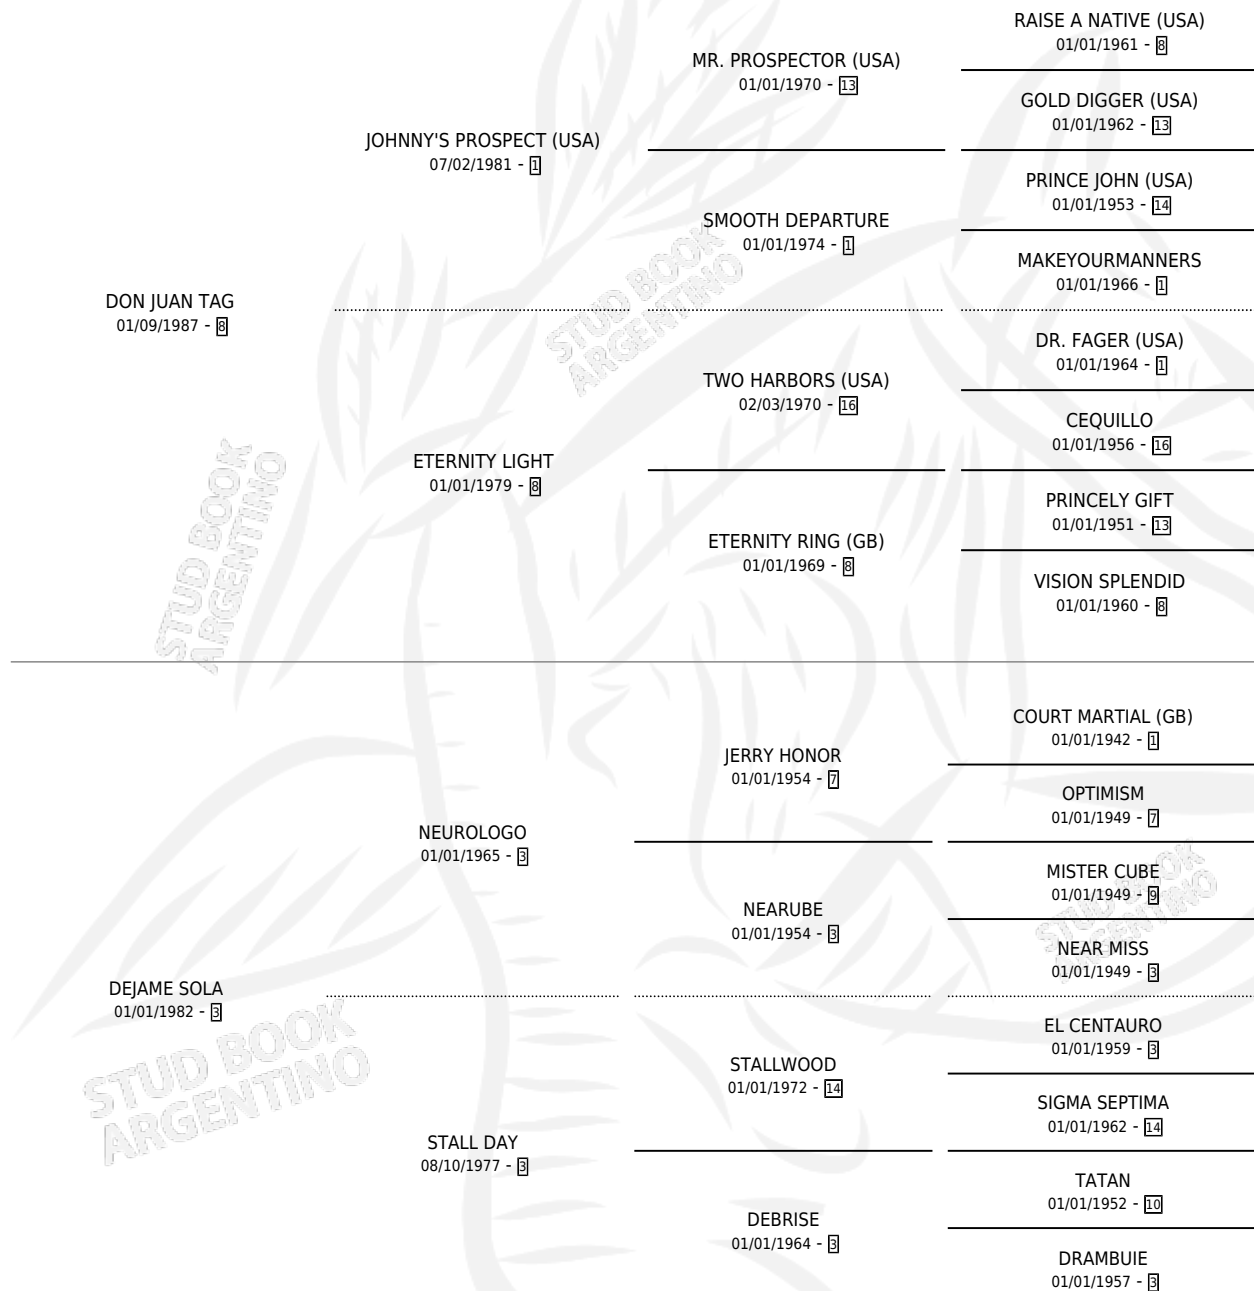 RAISE A NATIVE (USA)
01/01/1961 - 8
MR. PROSPECTOR (USA)
01/01/1970 - 13
GOLD DIGGER (USA)
01/01/1962 - 13
JOHNNY'S PROSPECT (USA)
07/02/1981 - 1
PRINCE JOHN (USA)
01/01/1953 - 14
SMOOTH DEPARTURE
01/01/1974 - 1
MAKEYOURMANNERS
01/01/1966 - 1
DON JUAN TAG
01/09/1987 - 8
DR. FAGER (USA)
01/01/1964 - 1
TWO HARBORS (USA)
02/03/1970 - 16
CEQUILLO
01/01/1956 - 16
ETERNITY LIGHT
01/01/1979 - 8
PRINCELY GIFT
01/01/1951 - 13
ETERNITY RING (GB)
01/01/1969 - 8
VISION SPLENDID
01/01/1960 - 8
COURT MARTIAL (GB)
01/01/1942 - 1
JERRY HONOR
01/01/1954 - 7
OPTIMISM
01/01/1949 - 7
NEUROLOGO
01/01/1965 - 3
MISTER CUBE
01/01/1949 - 9
NEARUBE
01/01/1954 - 3
NEAR MISS
01/01/1949 - 3
DEJAME SOLA
01/01/1982 - 3
EL CENTAURO
01/01/1959 - 3
STALLWOOD
01/01/1972 - 14
SIGMA SEPTIMA
01/01/1962 - 14
STALL DAY
08/10/1977 - 3
TATAN
01/01/1952 - 10
DEBRISE
01/01/1964 - 3
DRAMBUIE
01/01/1957 - 3
STUD BOOK
ARGENTINO
STUD BOOK
ARGENTINO
STUD BOOK
ARGENTINO
STUD BOOK
ARGENTINO